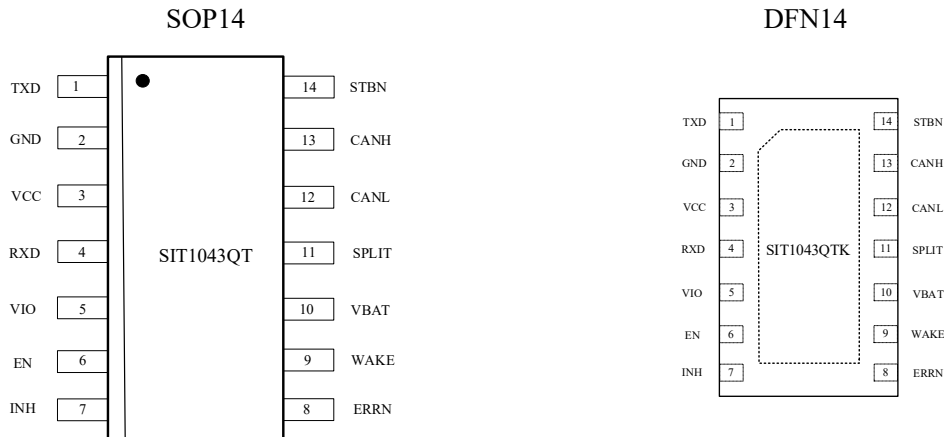 SOP14
TXD 1 14 STBN
GND 2 13 CANH
VCC 3 12 CANL
RXD 4 SIT1043QT 11 SPLIT
VIO 5 10 VBAT
EN 6 9 WAKE
INH 7 8 ERRN
DFN14
TXD 1 14 STBN
GND 2 13 CANH
VCC 3 12 CANL
RXD 4 SIT1043QTK 11 SPLIT
VIO 5 10 VBAT
EN 6 9 WAKE
INH 7 8 ERRN